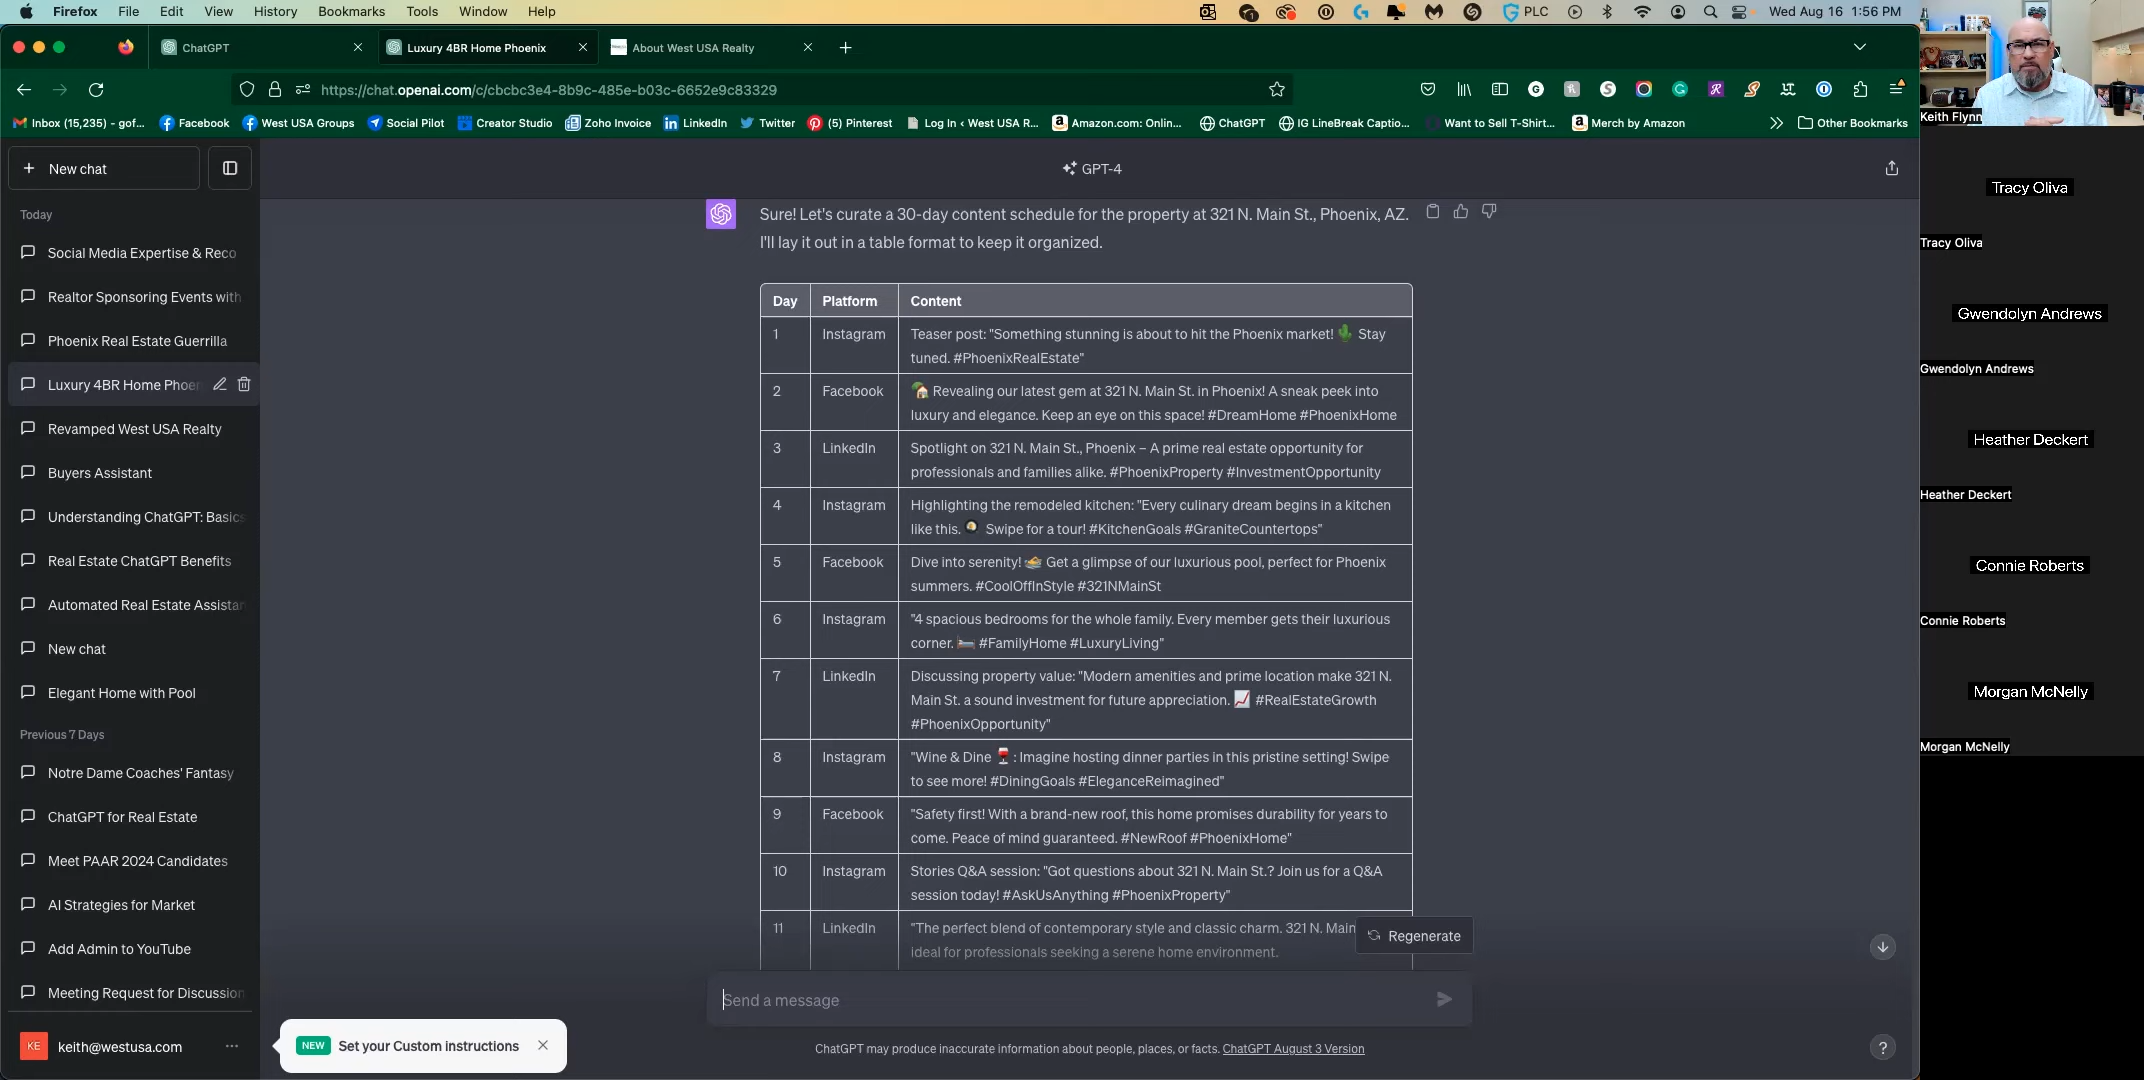 Firefox File Edit View History Bookmarks Tools Window Help PLC Wed Aug 16 1:56 PM
ChatGPT
Luxury 4BR Home Phoenix
About West USA Realty
https://chat.openai.com/c/cbcbc3e4-8b9c-485e-b03c-6652e9c83329
Inbox (15,235) - gof... Facebook West USA Groups Social Pilot Creator Studio Zoho Invoice LinkedIn Twitter (5) Pinterest Log In ‹ West USA R... Amazon.com: Onlin... ChatGPT IG LineBreak Captio... Want to Sell T-Shirt... Merch by Amazon Other Bookmarks
New chat
Today
Social Media Expertise & Reco
Realtor Sponsoring Events with
Phoenix Real Estate Guerrilla
Luxury 4BR Home Phoen
Revamped West USA Realty
Buyers Assistant
Understanding ChatGPT: Basics
Real Estate ChatGPT Benefits
Automated Real Estate Assistan
New chat
Elegant Home with Pool
Previous 7 Days
Notre Dame Coaches' Fantasy
ChatGPT for Real Estate
Meet PAAR 2024 Candidates
AI Strategies for Market
Add Admin to YouTube
Meeting Request for Discussion
KE keith@westusa.com
NEW Set your Custom instructions
GPT-4
Sure! Let's curate a 30-day content schedule for the property at 321 N. Main St., Phoenix, AZ.
I'll lay it out in a table format to keep it organized.
Day Platform Content
1 Instagram Teaser post: "Something stunning is about to hit the Phoenix market! 🌵 Stay
tuned. #PhoenixRealEstate"
2 Facebook 🏡 Revealing our latest gem at 321 N. Main St. in Phoenix! A sneak peek into
luxury and elegance. Keep an eye on this space! #DreamHome #PhoenixHome
3 LinkedIn Spotlight on 321 N. Main St., Phoenix – A prime real estate opportunity for
professionals and families alike. #PhoenixProperty #InvestmentOpportunity
4 Instagram Highlighting the remodeled kitchen: "Every culinary dream begins in a kitchen
like this. 🍳 Swipe for a tour! #KitchenGoals #GraniteCountertops"
5 Facebook Dive into serenity! 🏊 Get a glimpse of our luxurious pool, perfect for Phoenix
summers. #CoolOffInStyle #321NMainSt
6 Instagram "4 spacious bedrooms for the whole family. Every member gets their luxurious
corner. 🛏 #FamilyHome #LuxuryLiving"
7 LinkedIn Discussing property value: "Modern amenities and prime location make 321 N.
Main St. a sound investment for future appreciation. 📈 #RealEstateGrowth
#PhoenixOpportunity"
8 Instagram "Wine & Dine 🍷: Imagine hosting dinner parties in this pristine setting! Swipe
to see more! #DiningGoals #EleganceReimagined"
9 Facebook "Safety first! With a brand-new roof, this home promises durability for years to
come. Peace of mind guaranteed. #NewRoof #PhoenixHome"
10 Instagram Stories Q&A session: "Got questions about 321 N. Main St.? Join us for a Q&A
session today! #AskUsAnything #PhoenixProperty"
11 LinkedIn "The perfect blend of contemporary style and classic charm. 321 N. Main
ideal for professionals seeking a serene home environment.
Regenerate
Send a message
ChatGPT may produce inaccurate information about people, places, or facts. ChatGPT August 3 Version
?
Keith Flynn
Tracy Oliva
Tracy Oliva
Gwendolyn Andrews
Gwendolyn Andrews
Heather Deckert
Heather Deckert
Connie Roberts
Connie Roberts
Morgan McNelly
Morgan McNelly